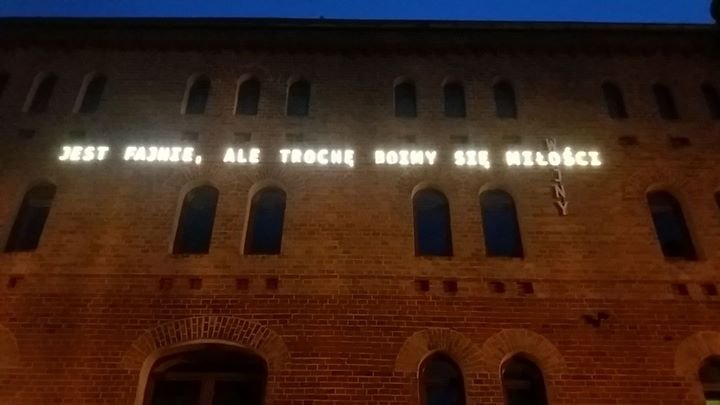 JEST FAJNIE, ALE TROCHĘ BOIMY SIĘ MIŁOŚCI
WOJNY